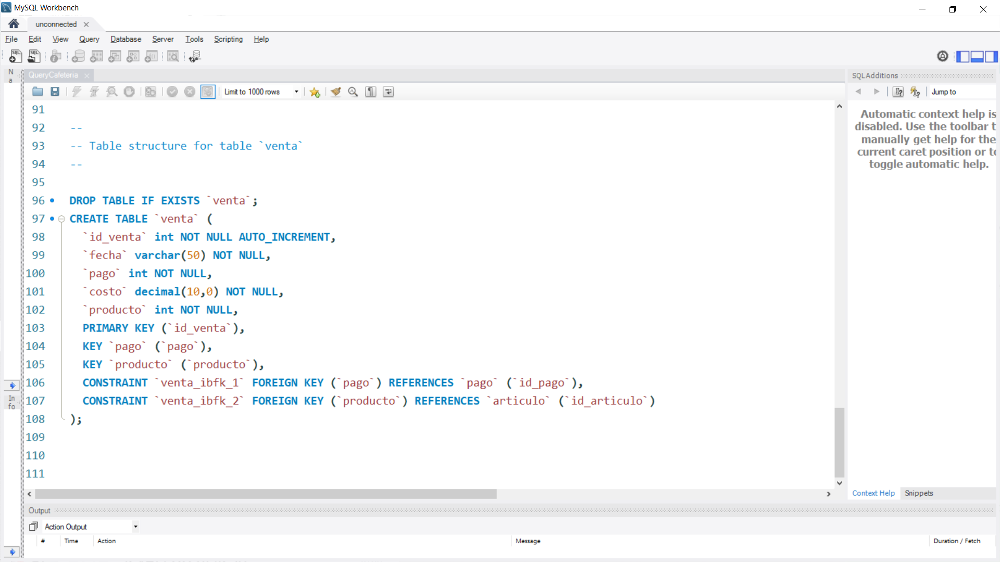 MySQL Workbench
unconnected
File Edit View Query Database Server Tools Scripting Help
QueryCafeteria
SQLAdditions
Limit to 1000 rows
Jump to
Na
Info
91
92 --
93 -- Table structure for table `venta`
94 --
95
96 DROP TABLE IF EXISTS `venta`;
97 CREATE TABLE `venta` (
98 `id_venta` int NOT NULL AUTO_INCREMENT,
99 `fecha` varchar(50) NOT NULL,
100 `pago` int NOT NULL,
101 `costo` decimal(10,0) NOT NULL,
102 `producto` int NOT NULL,
103 PRIMARY KEY (`id_venta`),
104 KEY `pago` (`pago`),
105 KEY `producto` (`producto`),
106 CONSTRAINT `venta_ibfk_1` FOREIGN KEY (`pago`) REFERENCES `pago` (`id_pago`),
107 CONSTRAINT `venta_ibfk_2` FOREIGN KEY (`producto`) REFERENCES `articulo` (`id_articulo`)
108 );
109
110
111
Automatic context help is
disabled. Use the toolbar t
manually get help for the
current caret position or to
toggle automatic help.
Context Help Snippets
Output
Action Output
# Time Action Message Duration / Fetch